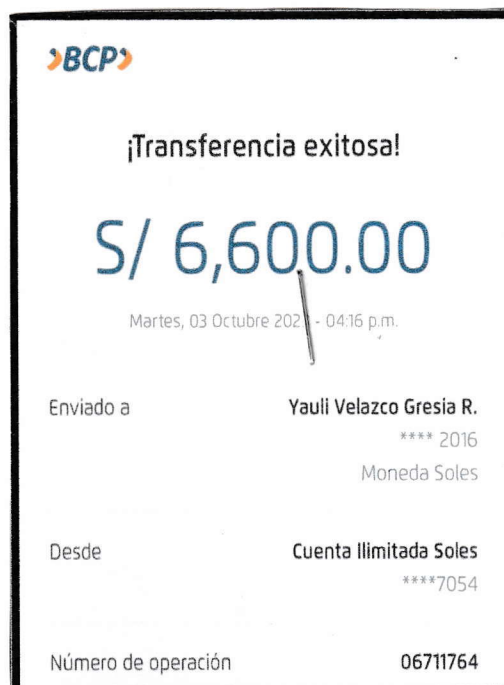 BCP
¡Transferencia exitosa!
S/ 6,600.00
Martes, 03 Octubre - 04:16 p.m.
Enviado a Yauli Velazco Gresia R.
**** 2016
Moneda Soles
Desde Cuenta Ilimitada Soles
****7054
Número de operación 06711764